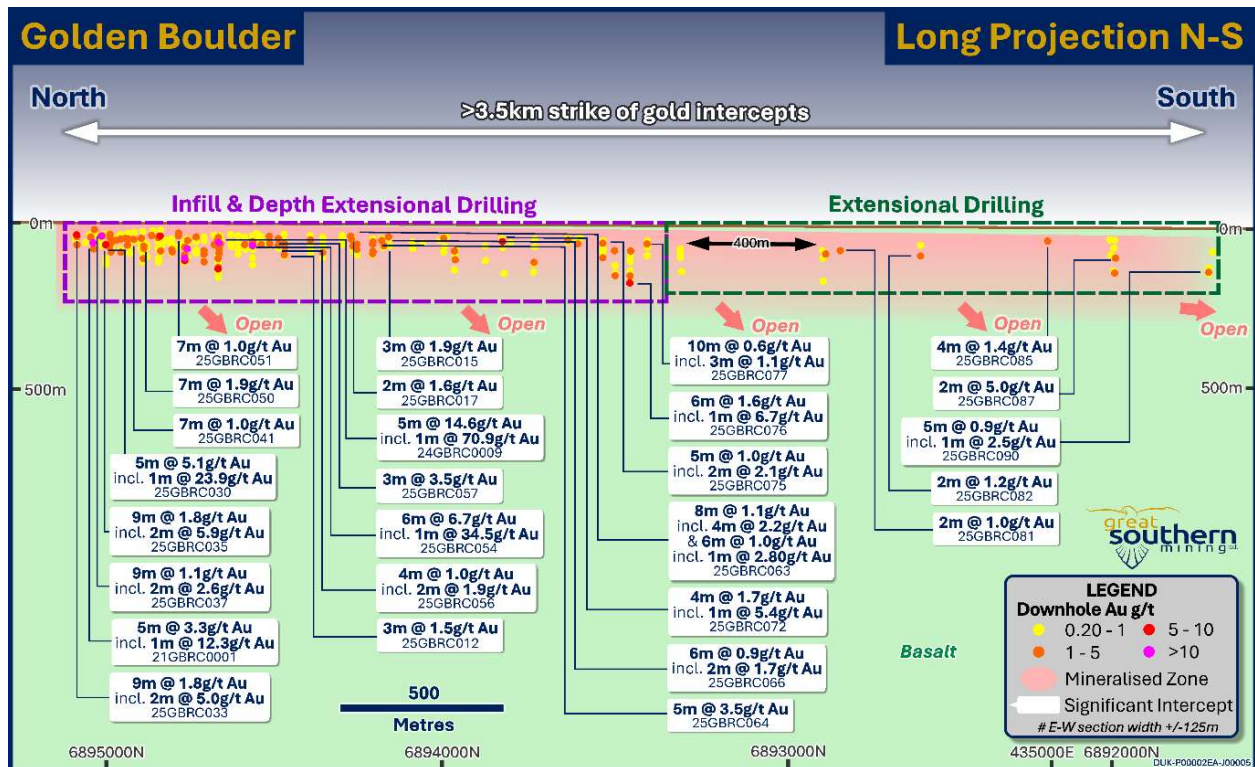 Golden Boulder
Long Projection N-S
North
>3.5km strike of gold intercepts
South
Infill & Depth Extensional Drilling
Extensional Drilling
0m
0m
400m
Open
Open
Open
Open
Open
7m @ 1.0g/t Au
25GBRC051
7m @ 1.9g/t Au
25GBRC050
7m @ 1.0g/t Au
25GBRC041
5m @ 5.1g/t Au
incl. 1m @ 23.9g/t Au
25GBRC030
9m @ 1.8g/t Au
incl. 2m @ 5.9g/t Au
25GBRC035
9m @ 1.1g/t Au
incl. 2m @ 2.6g/t Au
25GBRC037
5m @ 3.3g/t Au
incl. 1m @ 12.3g/t Au
21GBRC0001
9m @ 1.8g/t Au
incl. 2m @ 5.0g/t Au
25GBRC033
3m @ 1.9g/t Au
25GBRC015
2m @ 1.6g/t Au
25GBRC017
5m @ 14.6g/t Au
incl. 1m @ 70.9g/t Au
24GBRC0009
3m @ 3.5g/t Au
25GBRC057
6m @ 6.7g/t Au
incl. 1m @ 34.5g/t Au
25GBRC054
4m @ 1.0g/t Au
incl. 2m @ 1.9g/t Au
25GBRC056
3m @ 1.5g/t Au
25GBRC012
10m @ 0.6g/t Au
incl. 3m @ 1.1g/t Au
25GBRC077
6m @ 1.6g/t Au
incl. 1m @ 6.7g/t Au
25GBRC076
5m @ 1.0g/t Au
incl. 2m @ 2.1g/t Au
25GBRC075
8m @ 1.1g/t Au
incl. 4m @ 2.2g/t Au
& 6m @ 1.0g/t Au
incl. 1m @ 2.80g/t Au
25GBRC063
4m @ 1.7g/t Au
incl. 1m @ 5.4g/t Au
25GBRC072
6m @ 0.9g/t Au
incl. 2m @ 1.7g/t Au
25GBRC066
5m @ 3.5g/t Au
25GBRC064
4m @ 1.4g/t Au
25GBRC085
2m @ 5.0g/t Au
25GBRC087
5m @ 0.9g/t Au
incl. 1m @ 2.5g/t Au
25GBRC090
2m @ 1.2g/t Au
25GBRC082
2m @ 1.0g/t Au
25GBRC081
500m
500m
great
southern
mining
Basalt
LEGEND
Downhole Au g/t
0.20 - 1
5 - 10
1 - 5
>10
Mineralised Zone
Significant Intercept
# E-W section width +/-125m
500
Metres
6895000N
6894000N
6893000N
435000E
6892000N
DUK-P00002EA-J00005